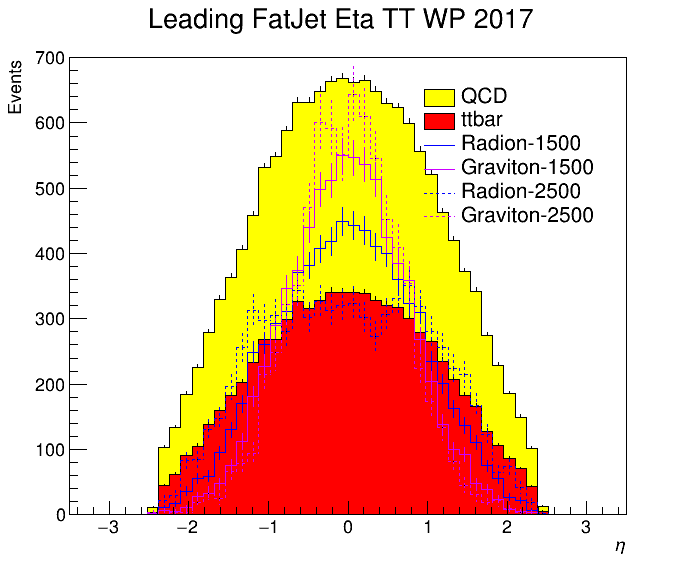 Leading FatJet Eta TT WP 2017
Events
700
600
500
400
300
200
100
0
QCD
ttbar
Radion-1500
Graviton-1500
Radion-2500
Graviton-2500
−3 −2 −1 0 1 2 3
η